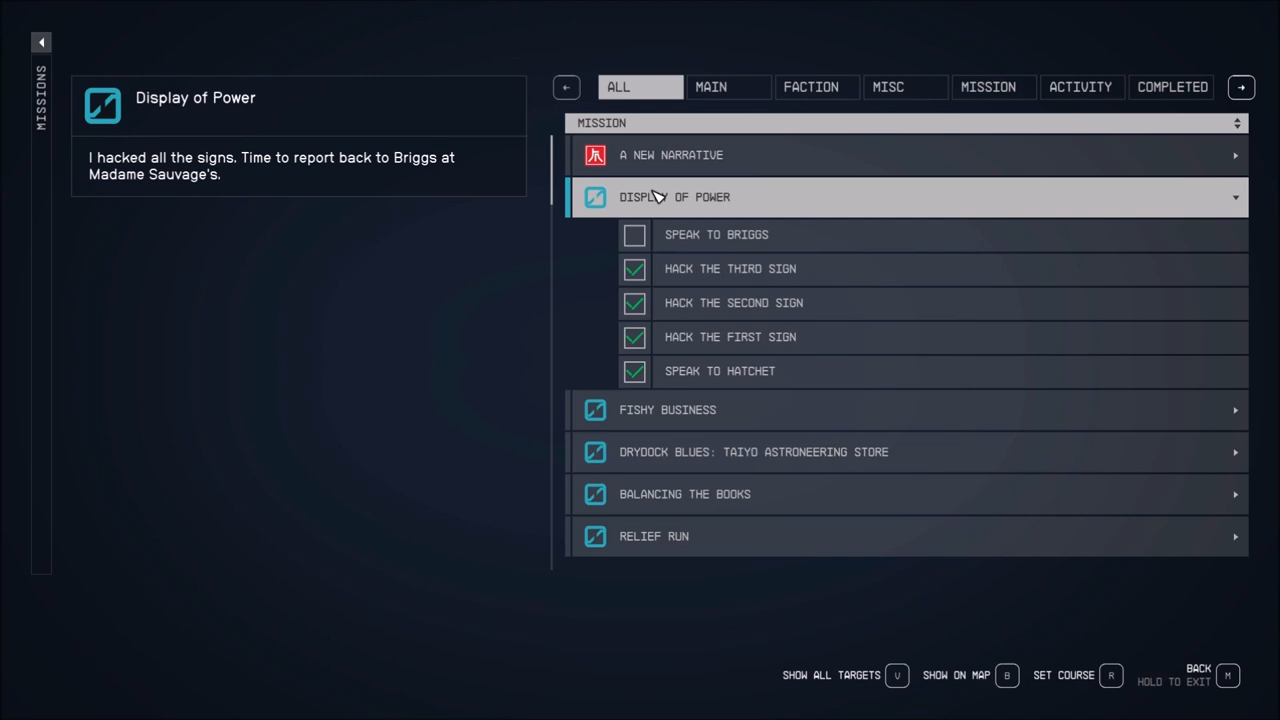 MISSIONS
Display of Power
I hacked all the signs. Time to report back to Briggs at
Madame Sauvage's.
ALL
MAIN
FACTION
MISC
MISSION
ACTIVITY
COMPLETED
MISSION
A NEW NARRATIVE
DISPLAY OF POWER
SPEAK TO BRIGGS
HACK THE THIRD SIGN
HACK THE SECOND SIGN
HACK THE FIRST SIGN
SPEAK TO HATCHET
FISHY BUSINESS
DRYDOCK BLUES: TAIYO ASTRONEERING STORE
BALANCING THE BOOKS
RELIEF RUN
SHOW ALL TARGETS V
SHOW ON MAP B
SET COURSE R
BACK
HOLD TO EXIT M